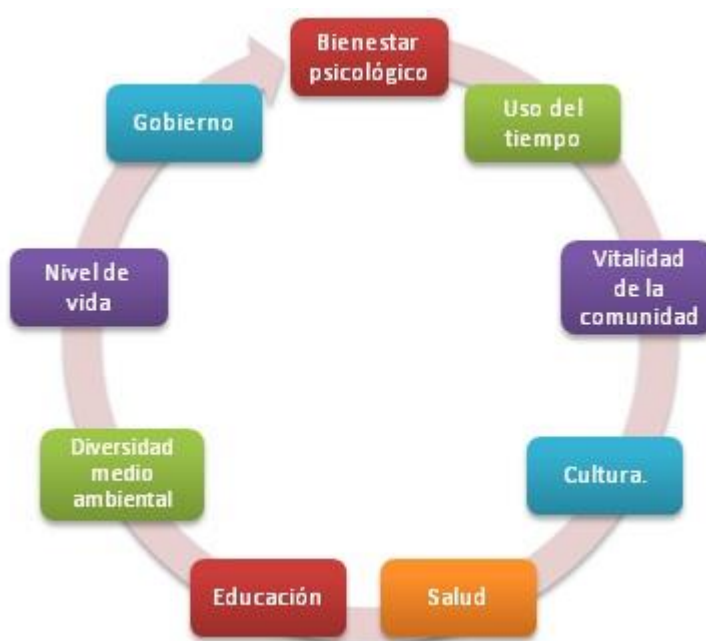 Bienestar
psicológico
Uso del
tiempo
Vitalidad
de la
comunidad
Cultura.
Salud
Educación
Diversidad
medio
ambiental
Nivel de
vida
Gobierno